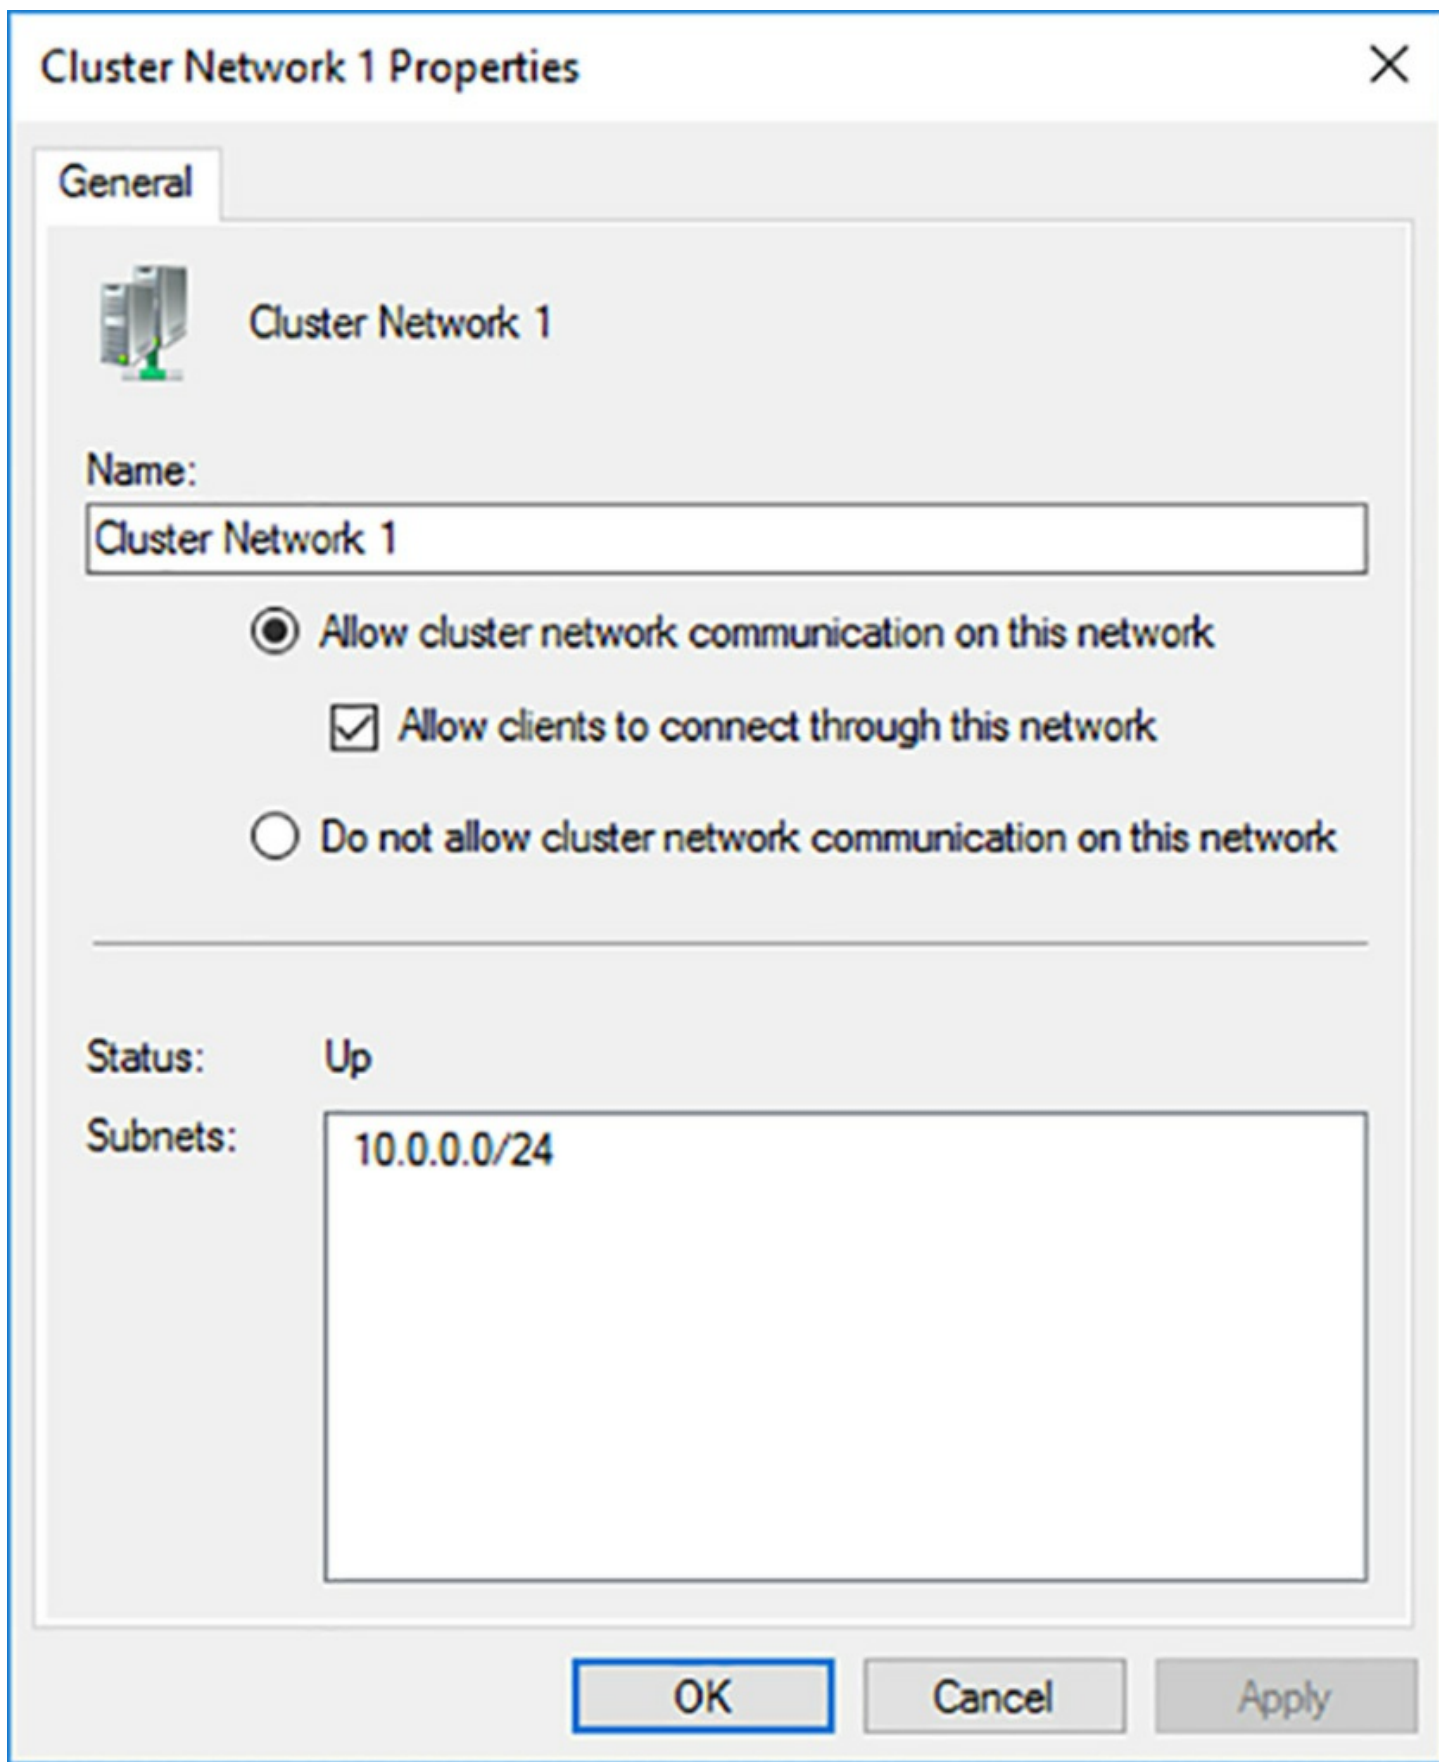 Cluster Network 1 Properties
General
Cluster Network 1
Name:
Cluster Network 1
Allow cluster network communication on this network
Allow clients to connect through this network
Do not allow cluster network communication on this network
Status: Up
Subnets: 10.0.0.0/24
OK Cancel Apply